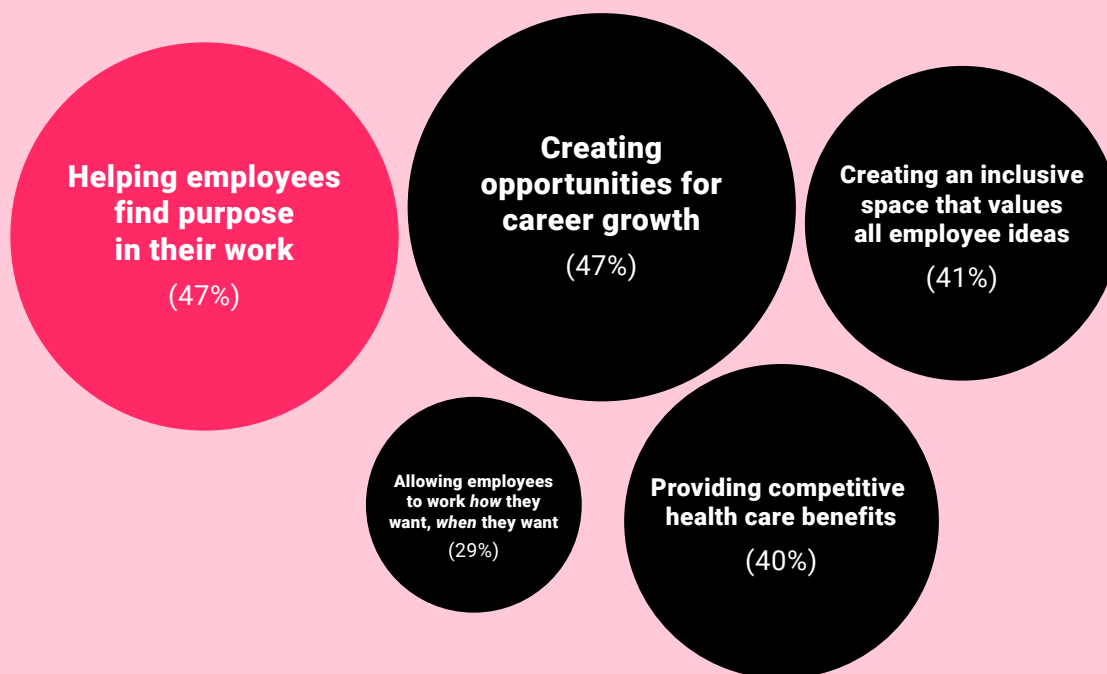 Helping employees
find purpose
in their work
(47%)
Creating
opportunities for
career growth
(47%)
Creating an inclusive
space that values
all employee ideas
(41%)
Allowing employees
to work how they
want, when they want
(29%)
Providing competitive
health care benefits
(40%)